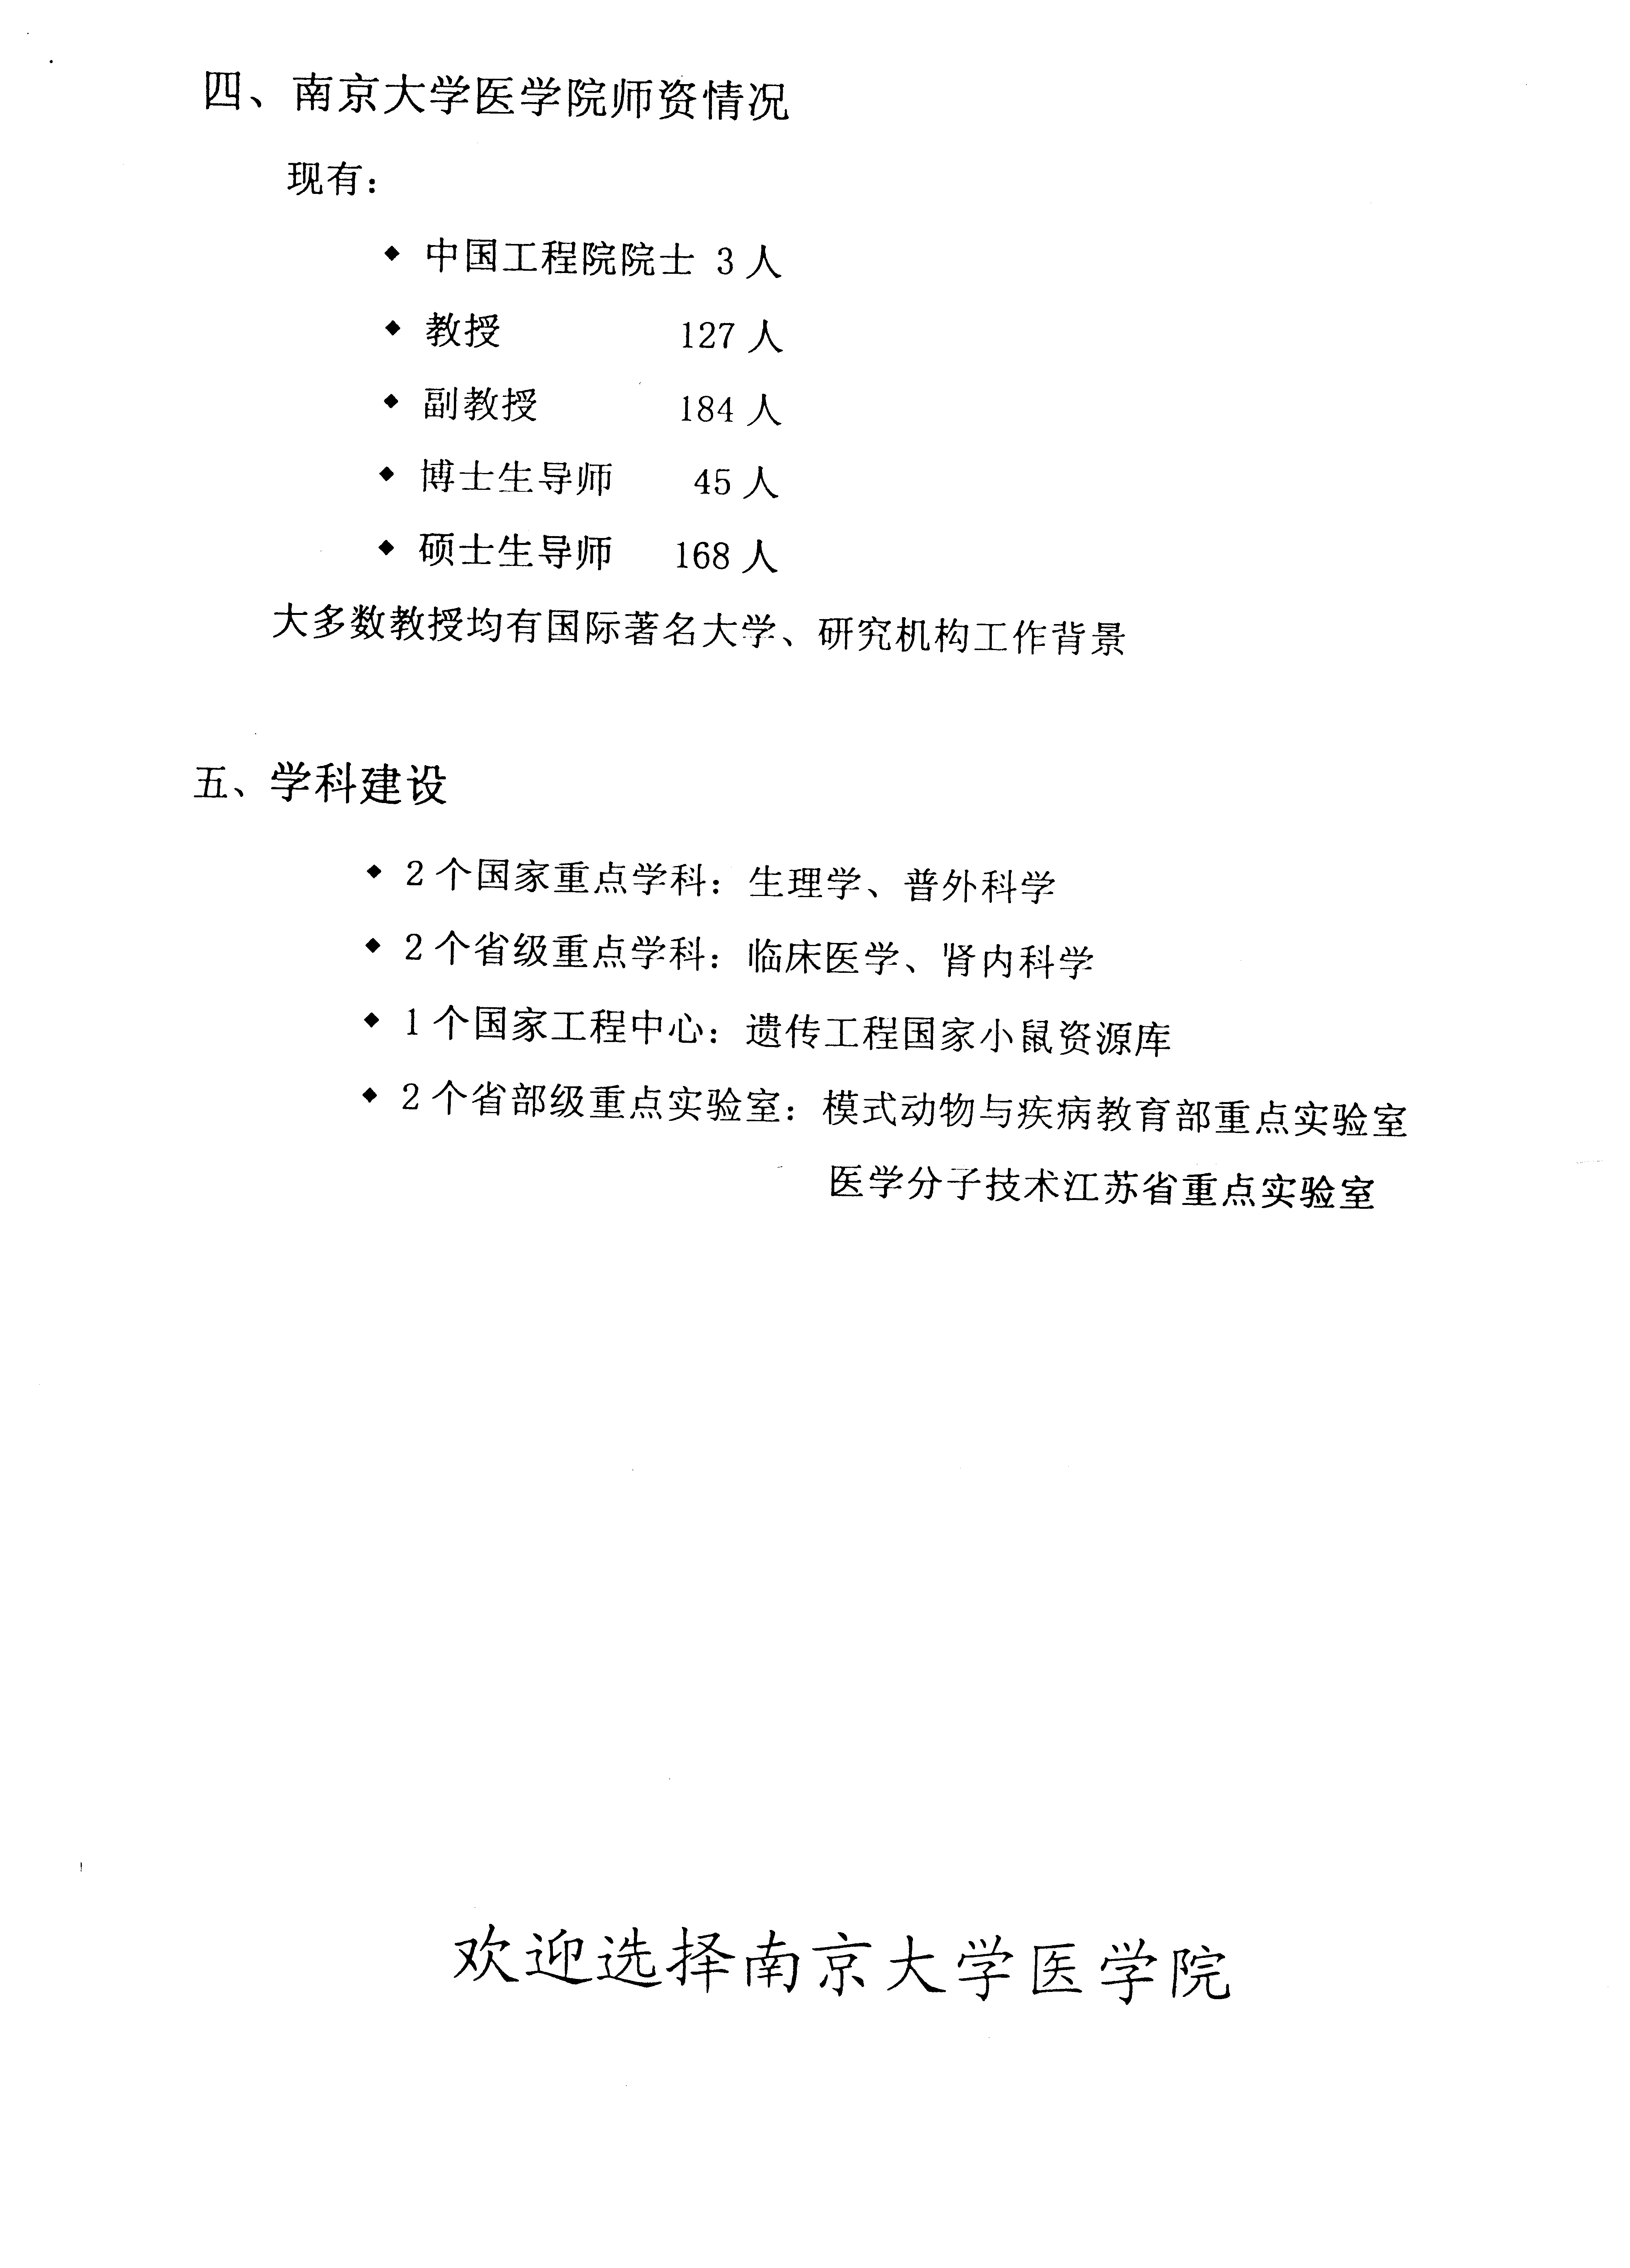 四、南京大学医学院师资情况
现有：
◆ 中国工程院院士 3 人
◆ 教授 127 人
◆ 副教授 184 人
◆ 博士生导师 45 人
◆ 硕士生导师 168 人
大多数教授均有国际著名大学、研究机构工作背景
五、学科建设
◆ 2 个国家重点学科：生理学、普外科学
◆ 2 个省级重点学科：临床医学、肾内科学
◆ 1 个国家工程中心：遗传工程国家小鼠资源库
◆ 2 个省部级重点实验室：模式动物与疾病教育部重点实验室
医学分子技术江苏省重点实验室
欢迎选择南京大学医学院